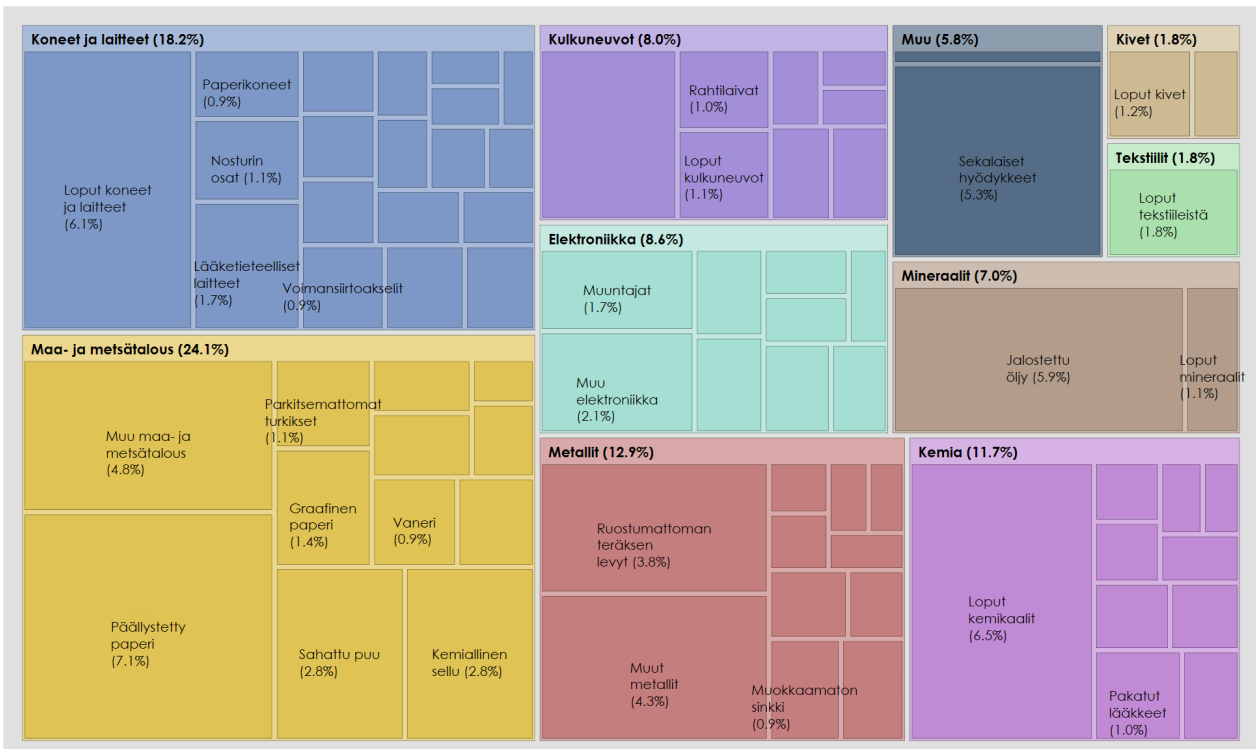 Koneet ja laitteet (18.2%)
Loput koneet
ja laitteet
(6.1%)
Paperikoneet
(0.9%)
Nosturin
osat (1.1%)
Lääketieteelliset
laitteet
(1.7%)
Voimansiirtoakselit
(0.9%)
Maa- ja metsätalous (24.1%)
Muu maa- ja
metsätalous
(4.8%)
Päällystetty
paperi
(7.1%)
Parkitsemattomat
turkikset
(1.1%)
Graafinen
paperi
(1.4%)
Vaneri
(0.9%)
Sahattu puu
(2.8%)
Kemiallinen
sellu (2.8%)
Kulkuneuvot (8.0%)
Rahtilaivat
(1.0%)
Loput
kulkuneuvot
(1.1%)
Elektroniikka (8.6%)
Muuntajat
(1.7%)
Muu
elektroniikka
(2.1%)
Metallit (12.9%)
Ruostumattoman
teräksen
levyt (3.8%)
Muut
metallit
(4.3%)
Muokkaamaton
sinkki
(0.9%)
Muu (5.8%)
Sekalaiset
hyödykkeet
(5.3%)
Kivet (1.8%)
Loput kivet
(1.2%)
Tekstiilit (1.8%)
Loput
tekstiileistä
(1.8%)
Mineraalit (7.0%)
Jalostettu
öljy (5.9%)
Loput
mineraalit
(1.1%)
Kemia (11.7%)
Loput
kemikaalit
(6.5%)
Pakatut
lääkkeet
(1.0%)